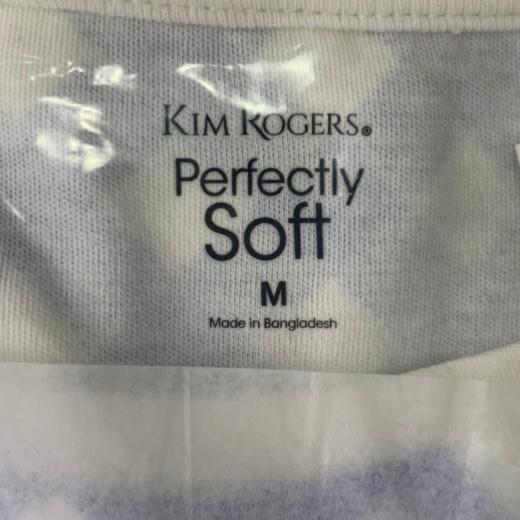 KIM ROGERS®
Perfectly
Soft
M
Made in Bangladesh